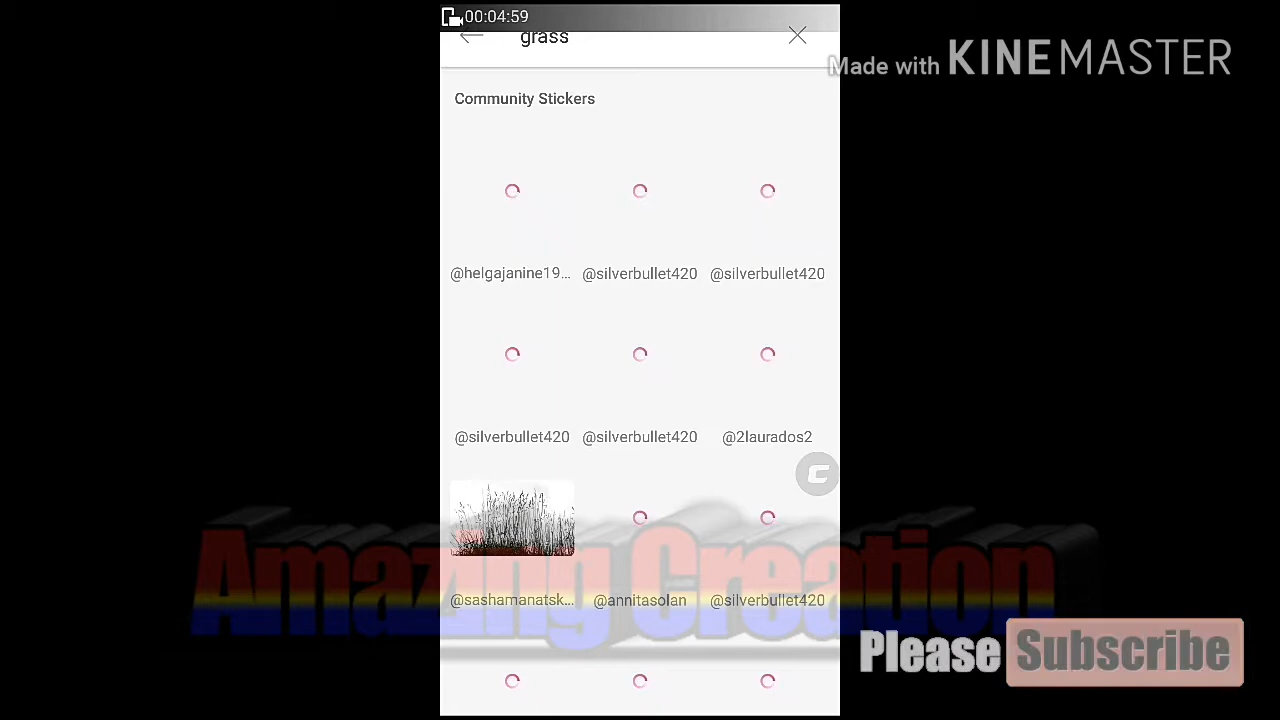 00:04:59
grass
Made with KINEMASTER
Community Stickers
@helgajanine19... @silverbullet420 @silverbullet420
@silverbullet420 @silverbullet420 @2laurados2
@sashamanatsk... @annitasolan @silverbullet420
Amazing Creation
Please Subscribe